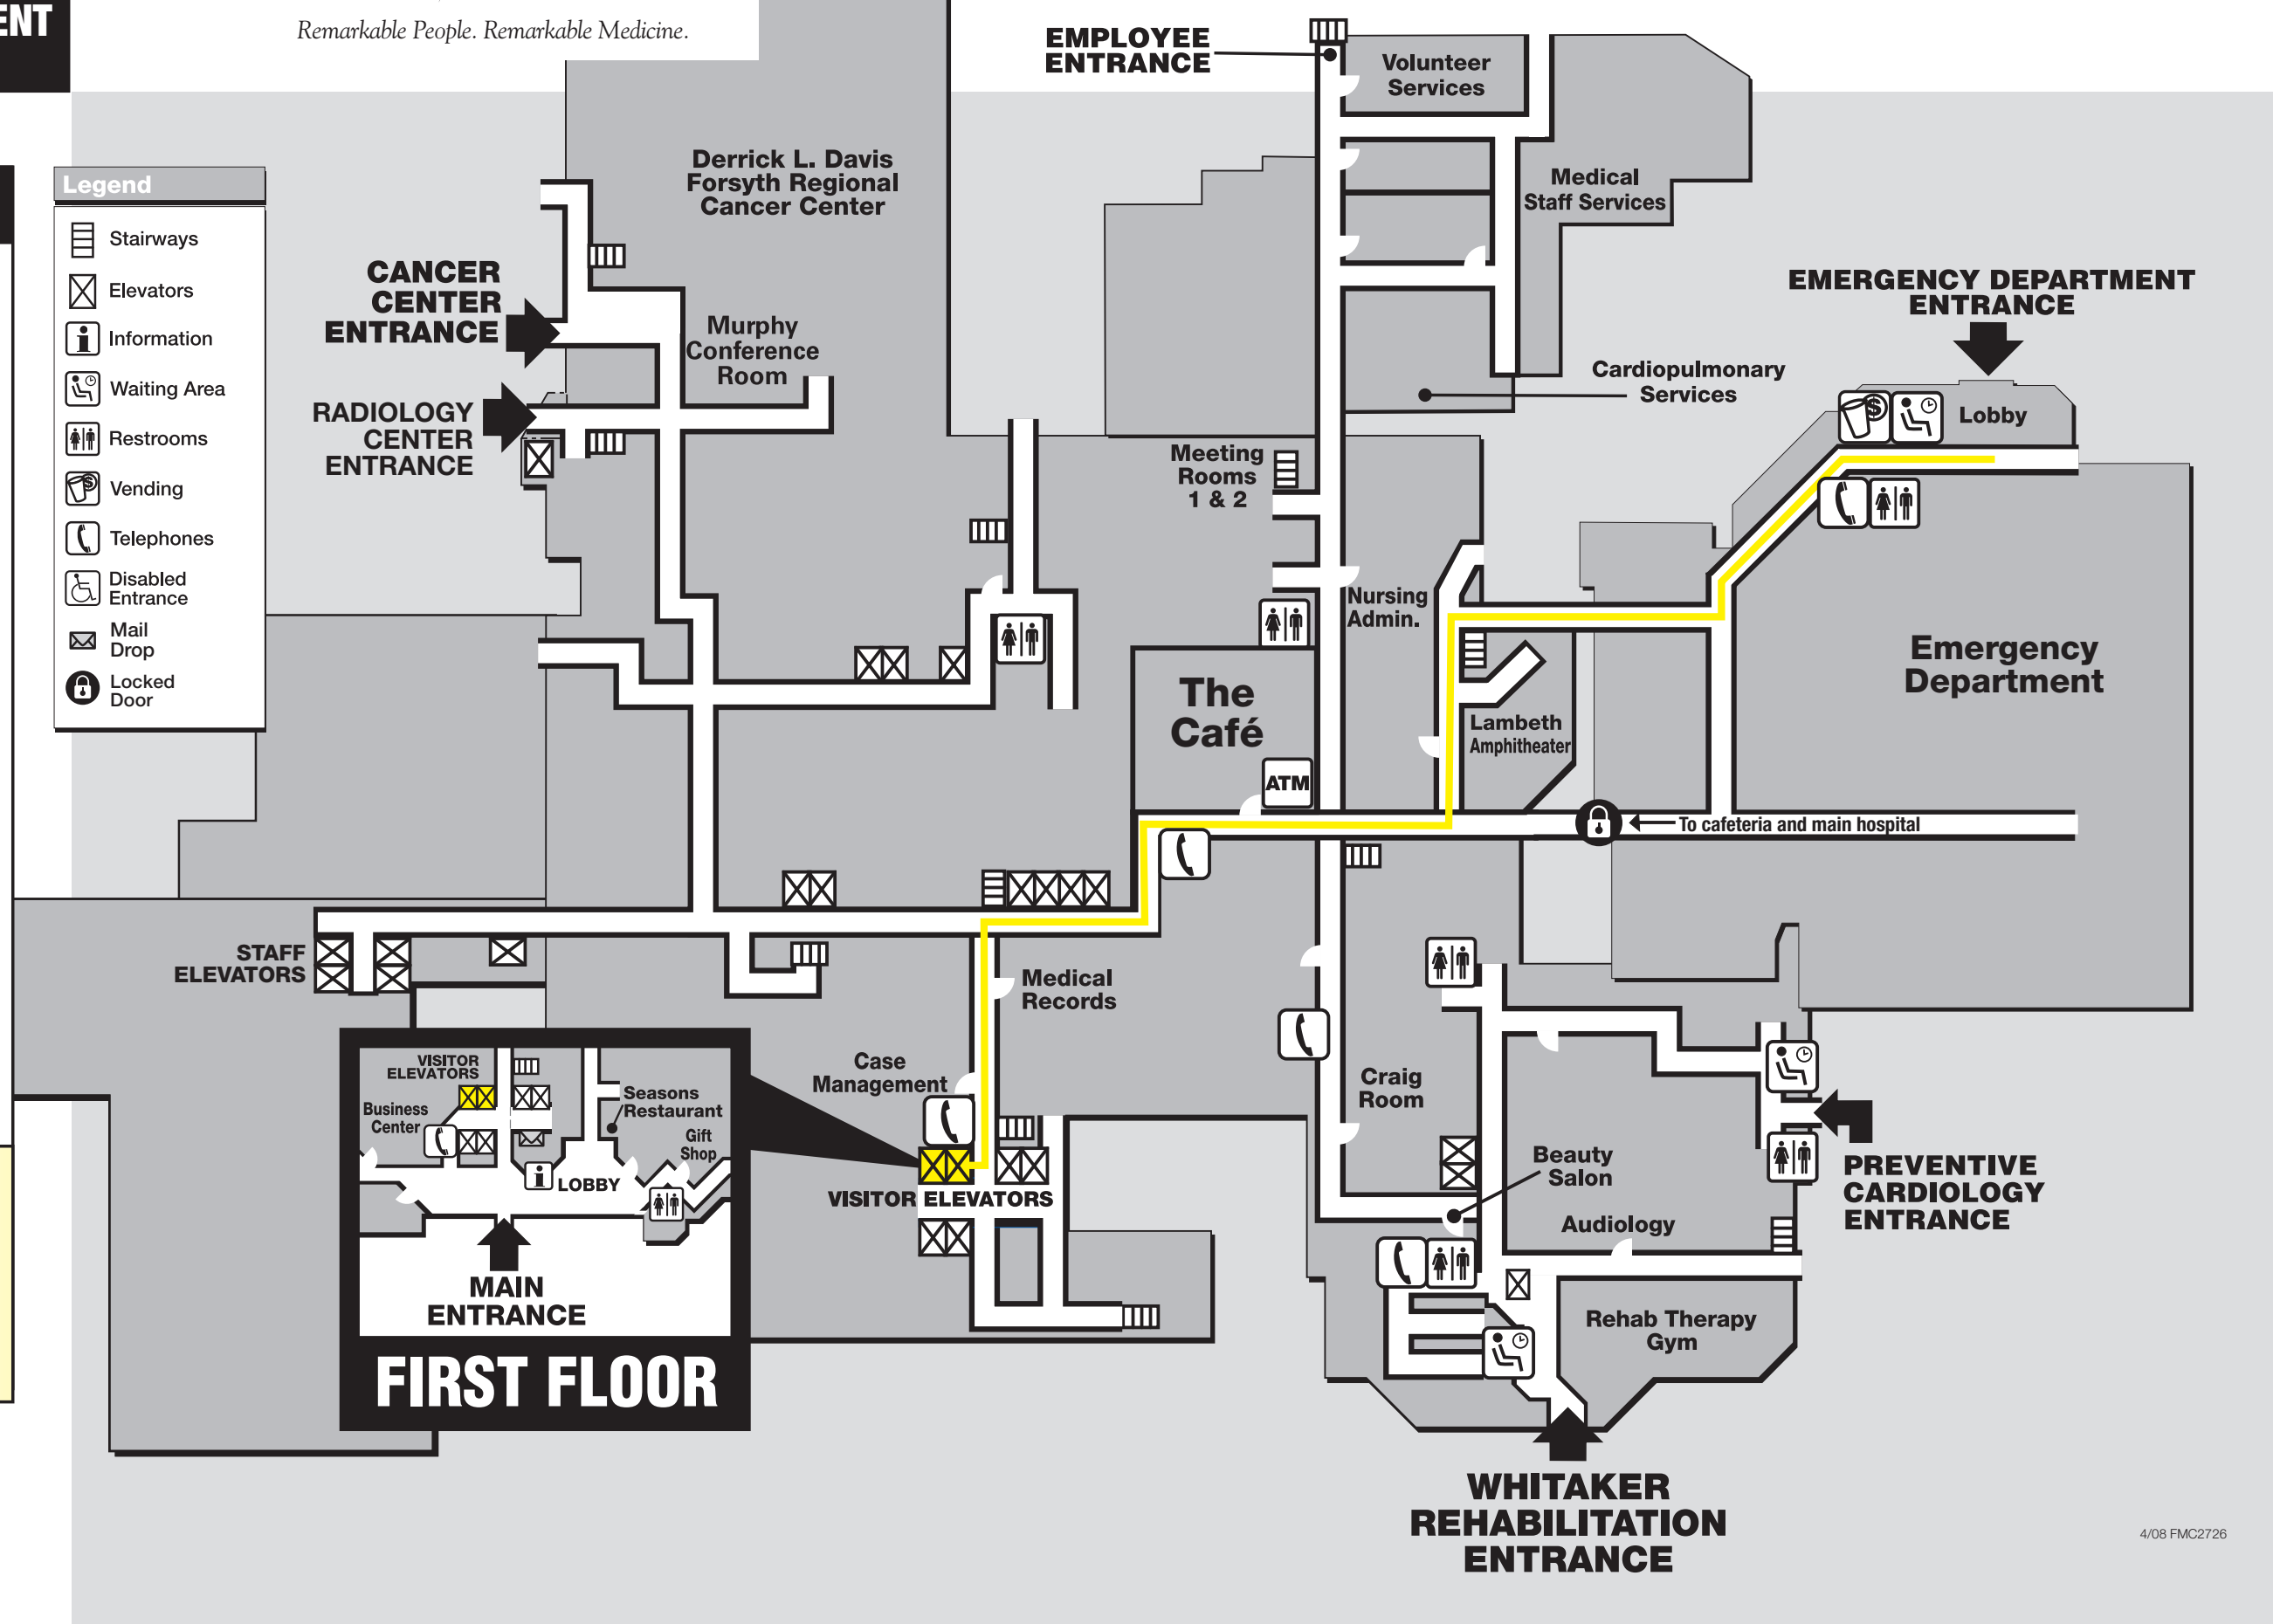 ENT
Remarkable People. Remarkable Medicine.
EMPLOYEE
ENTRANCE
Volunteer
Services
Derrick L. Davis
Forsyth Regional
Cancer Center
Medical
Staff Services
Legend
Stairways
Elevators
Information
Waiting Area
Restrooms
Vending
Telephones
Disabled
Entrance
Mail
Drop
Locked
Door
CANCER
CENTER
ENTRANCE
Murphy
Conference
Room
RADIOLOGY
CENTER
ENTRANCE
EMERGENCY DEPARTMENT
ENTRANCE
Cardiopulmonary
Services
Lobby
Meeting
Rooms
1 & 2
Nursing
Admin.
Emergency
Department
The
Café
ATM
Lambeth
Amphitheater
To cafeteria and main hospital
STAFF
ELEVATORS
Medical
Records
Case
Management
VISITOR ELEVATORS
Craig
Room
Beauty
Salon
Audiology
PREVENTIVE
CARDIOLOGY
ENTRANCE
Rehab Therapy
Gym
VISITOR
ELEVATORS
Business
Center
Seasons
Restaurant
Gift
Shop
LOBBY
MAIN
ENTRANCE
FIRST FLOOR
WHITAKER
REHABILITATION
ENTRANCE
4/08 FMC2726